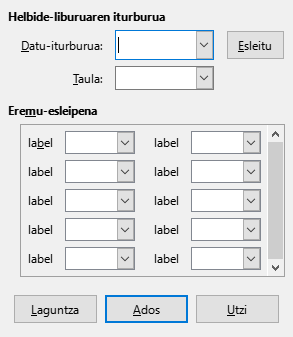 Helbide-liburuaren iturburua
Datu-iturburua:
Esleitu
Taula:
Eremu-esleipena
label label
label label
label label
label label
label label
Laguntza Ados Utzi